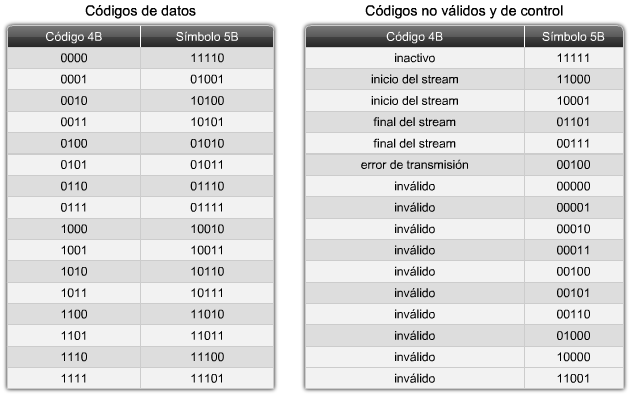 Códigos de datos
Código 4B Símbolo 5B
0000 11110
0001 01001
0010 10100
0011 10101
0100 01010
0101 01011
0110 01110
0111 01111
1000 10010
1001 10011
1010 10110
1011 10111
1100 11010
1101 11011
1110 11100
1111 11101
Códigos no válidos y de control
Código 4B Símbolo 5B
inactivo 11111
inicio del stream 11000
inicio del stream 10001
final del stream 01101
final del stream 00111
error de transmisión 00100
inválido 00000
inválido 00001
inválido 00010
inválido 00011
inválido 00100
inválido 00101
inválido 00110
inválido 01000
inválido 10000
inválido 11001